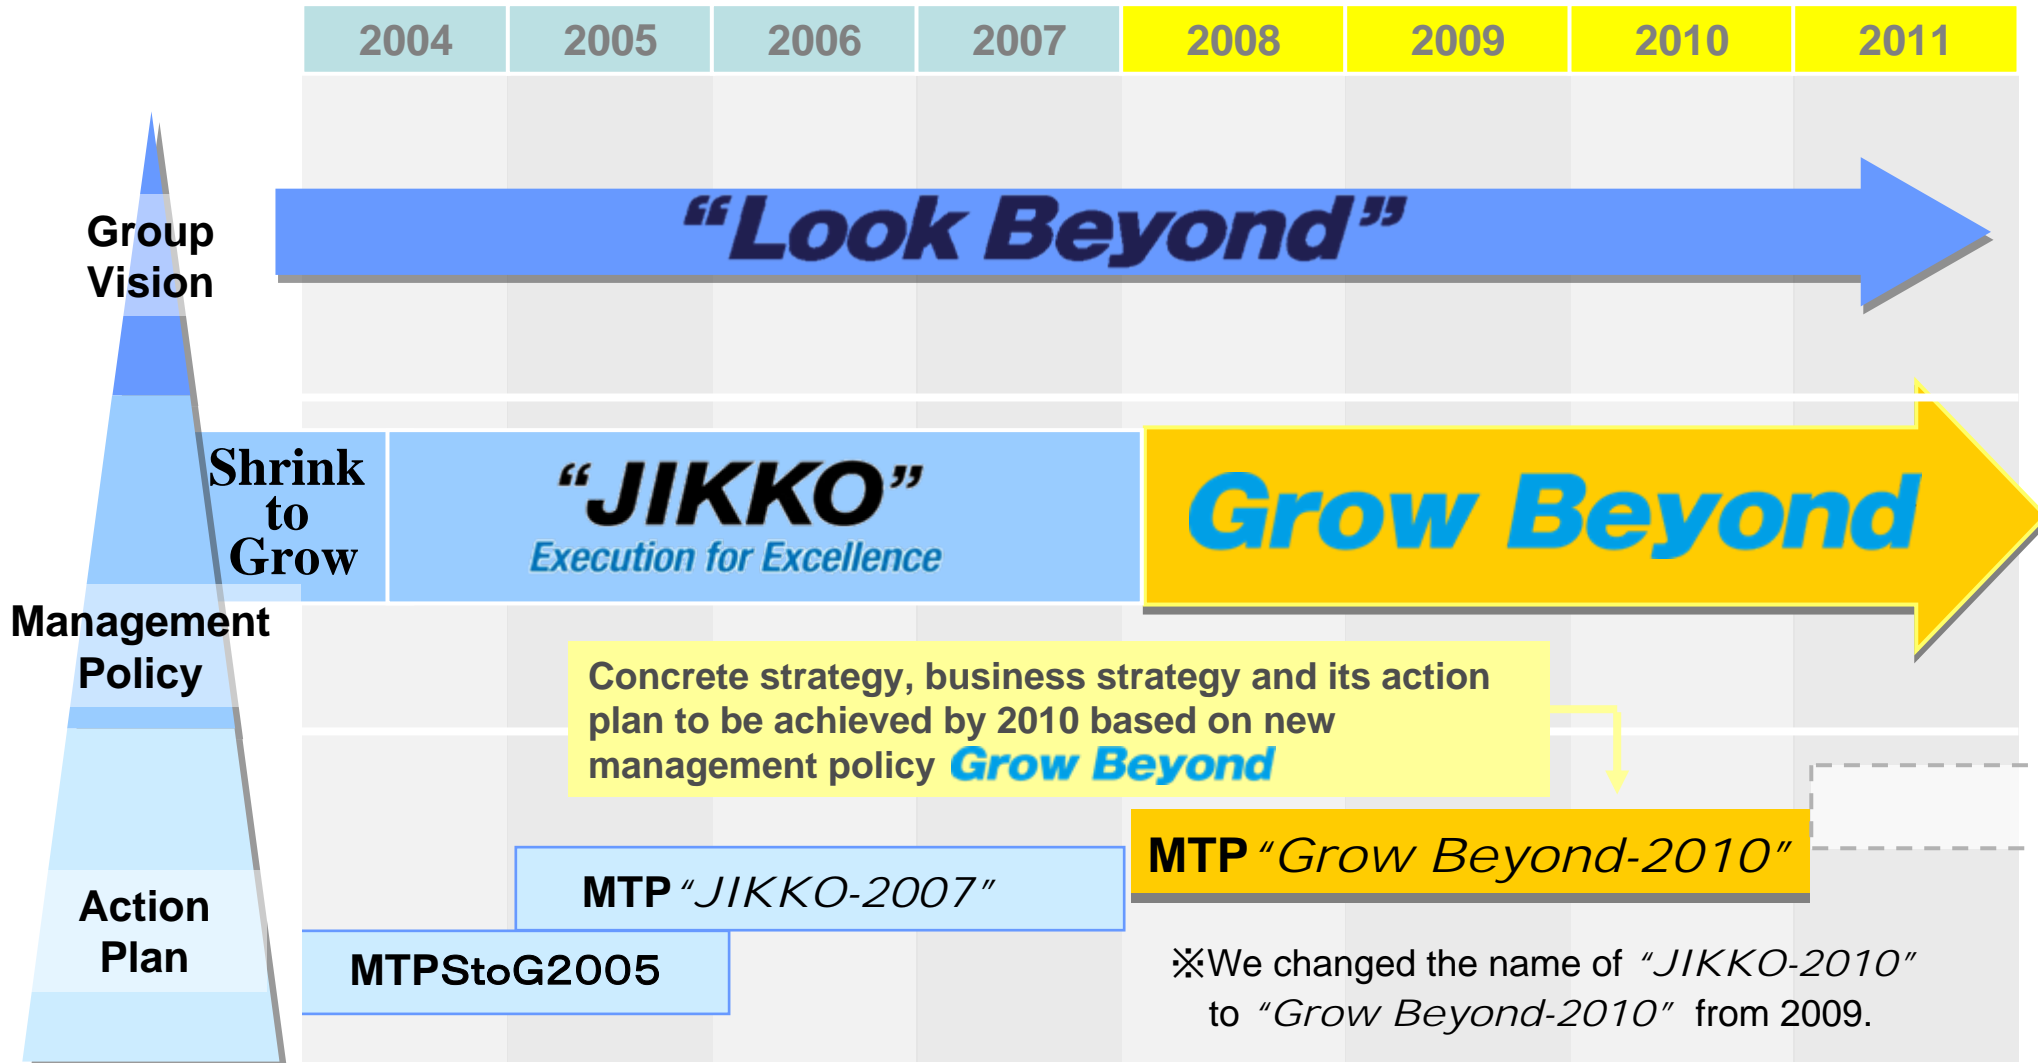 2004 2005 2006 2007 2008 2009 2010 2011
Group
Vision
“Look Beyond”
Shrink
to
Grow
“JIKKO”
Execution for Excellence
Grow Beyond
Management
Policy
Concrete strategy, business strategy and its action
plan to be achieved by 2010 based on new
management policy Grow Beyond
MTP “Grow Beyond-2010”
MTP “JIKKO-2007”
Action
Plan
MTPStoG2005
※We changed the name of “JIKKO-2010”
to “Grow Beyond-2010” from 2009.